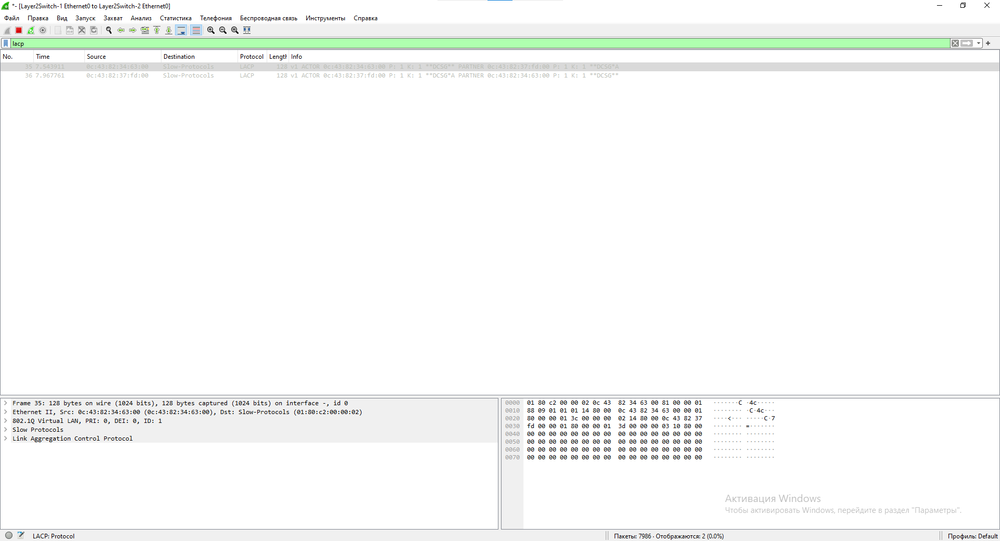 *- [Layer2Switch-1 Ethernet0 to Layer2Switch-2 Ethernet0]
Файл Правка Вид Запуск Захват Анализ Статистика Телефония Беспроводная связь Инструменты Справка
lacp
No. Time Source Destination Protocol Length Info
35 7.543911 0c:43:82:34:63:00 Slow-Protocols LACP 128 v1 ACTOR 0c:43:82:34:63:00 P: 1 K: 1 **DCSG** PARTNER 0c:43:82:37:fd:00 P: 1 K: 1 **DCSG*A
36 7.967761 0c:43:82:37:fd:00 Slow-Protocols LACP 128 v1 ACTOR 0c:43:82:37:fd:00 P: 1 K: 1 **DCSG*A PARTNER 0c:43:82:34:63:00 P: 1 K: 1 **DCSG**
Frame 35: 128 bytes on wire (1024 bits), 128 bytes captured (1024 bits) on interface -, id 0
Ethernet II, Src: 0c:43:82:34:63:00 (0c:43:82:34:63:00), Dst: Slow-Protocols (01:80:c2:00:00:02)
802.1Q Virtual LAN, PRI: 0, DEI: 0, ID: 1
Slow Protocols
Link Aggregation Control Protocol
0000 01 80 c2 00 00 02 0c 43 82 34 63 00 81 00 00 01 ·······C ·4c·····
0010 88 09 01 01 01 14 80 00 0c 43 82 34 63 00 00 01 ········ ·C·4c···
0020 80 00 00 01 3c 00 00 00 02 14 80 00 0c 43 82 37 ····<··· ·····C·7
0030 fd 00 00 01 80 00 00 01 3d 00 00 00 03 10 80 00 ········ =·······
0040 00 00 00 00 00 00 00 00 00 00 00 00 00 00 00 00 ········ ········
0050 00 00 00 00 00 00 00 00 00 00 00 00 00 00 00 00 ········ ········
0060 00 00 00 00 00 00 00 00 00 00 00 00 00 00 00 00 ········ ········
0070 00 00 00 00 00 00 00 00 00 00 00 00 00 00 00 00 ········ ········
Активация Windows
Чтобы активировать Windows, перейдите в раздел "Параметры".
LACP: Protocol
Пакеты: 7986 · Отображаются: 2 (0.0%)
Профиль: Default